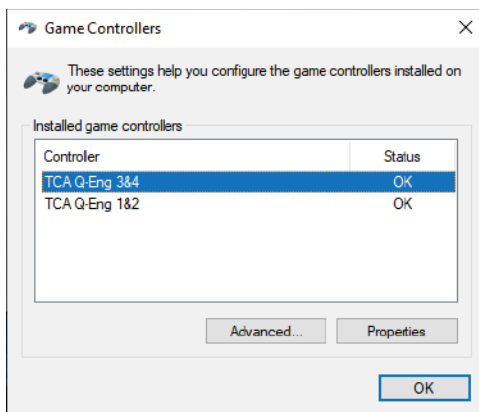 Game Controllers
These settings help you configure the game controllers installed on
your computer.
Installed game controllers
Controller Status
TCA Q-Eng 3&4 OK
TCA Q-Eng 1&2 OK
Advanced... Properties
OK